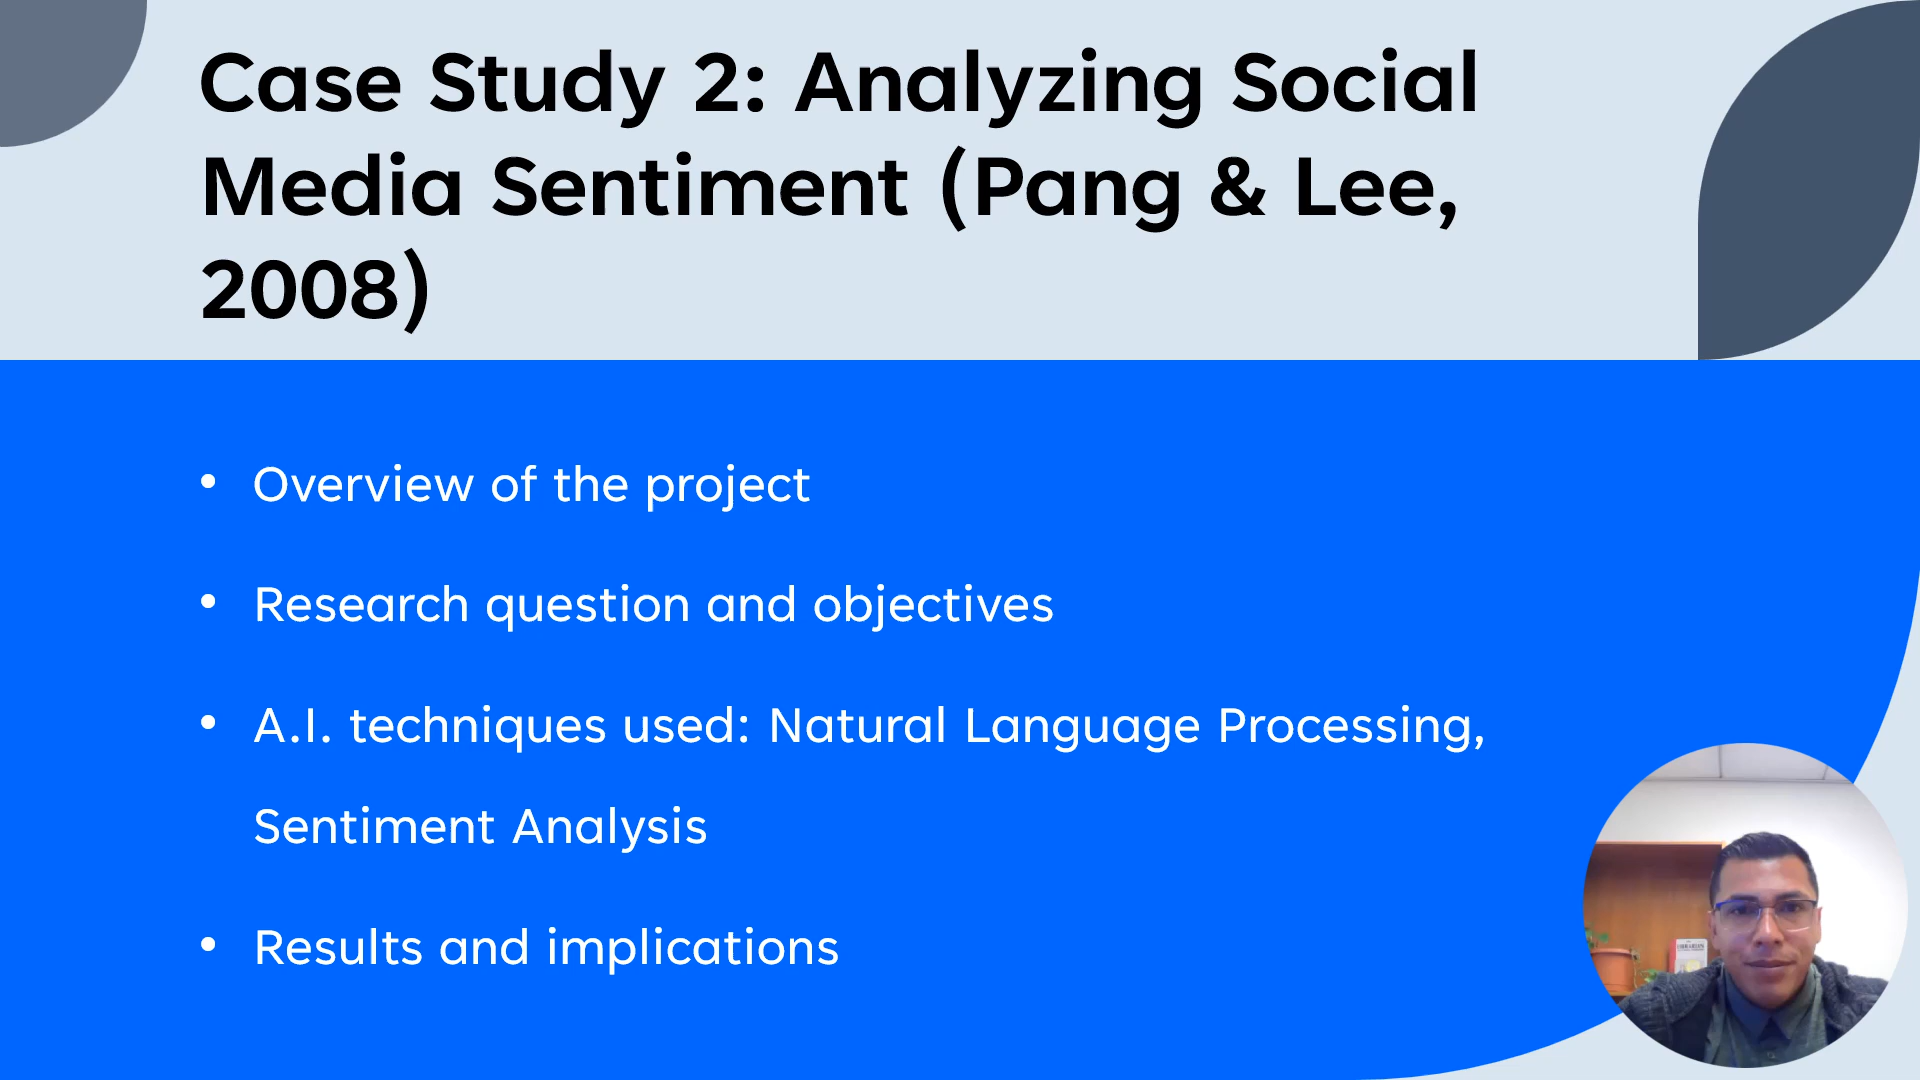 Case Study 2: Analyzing Social
Media Sentiment (Pang & Lee,
2008)
• Overview of the project
• Research question and objectives
• A.I. techniques used: Natural Language Processing,
Sentiment Analysis
• Results and implications